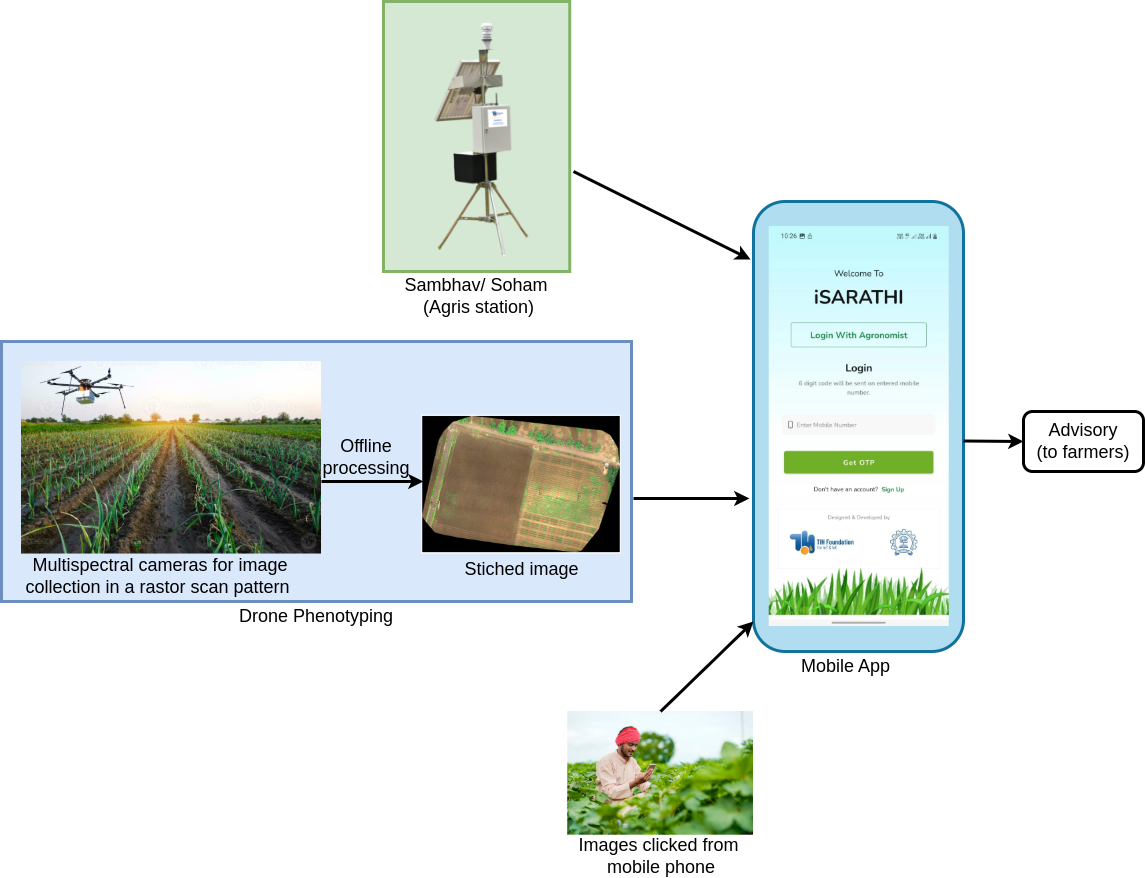 Sambhav/ Soham
(Agris station)
Offline
processing
Multispectral cameras for image
collection in a rastor scan pattern
Stiched image
Drone Phenotyping
10:26
Welcome To
iSARATHI
Login With Agronomist
Login
6 digit code will be sent on entered mobile
number.
Enter Mobile Number
Get OTP
Don't have an account? Sign Up
Designed & Developed by
TIH Foundation
for IoT & IoE
Mobile App
Advisory
(to farmers)
Images clicked from
mobile phone